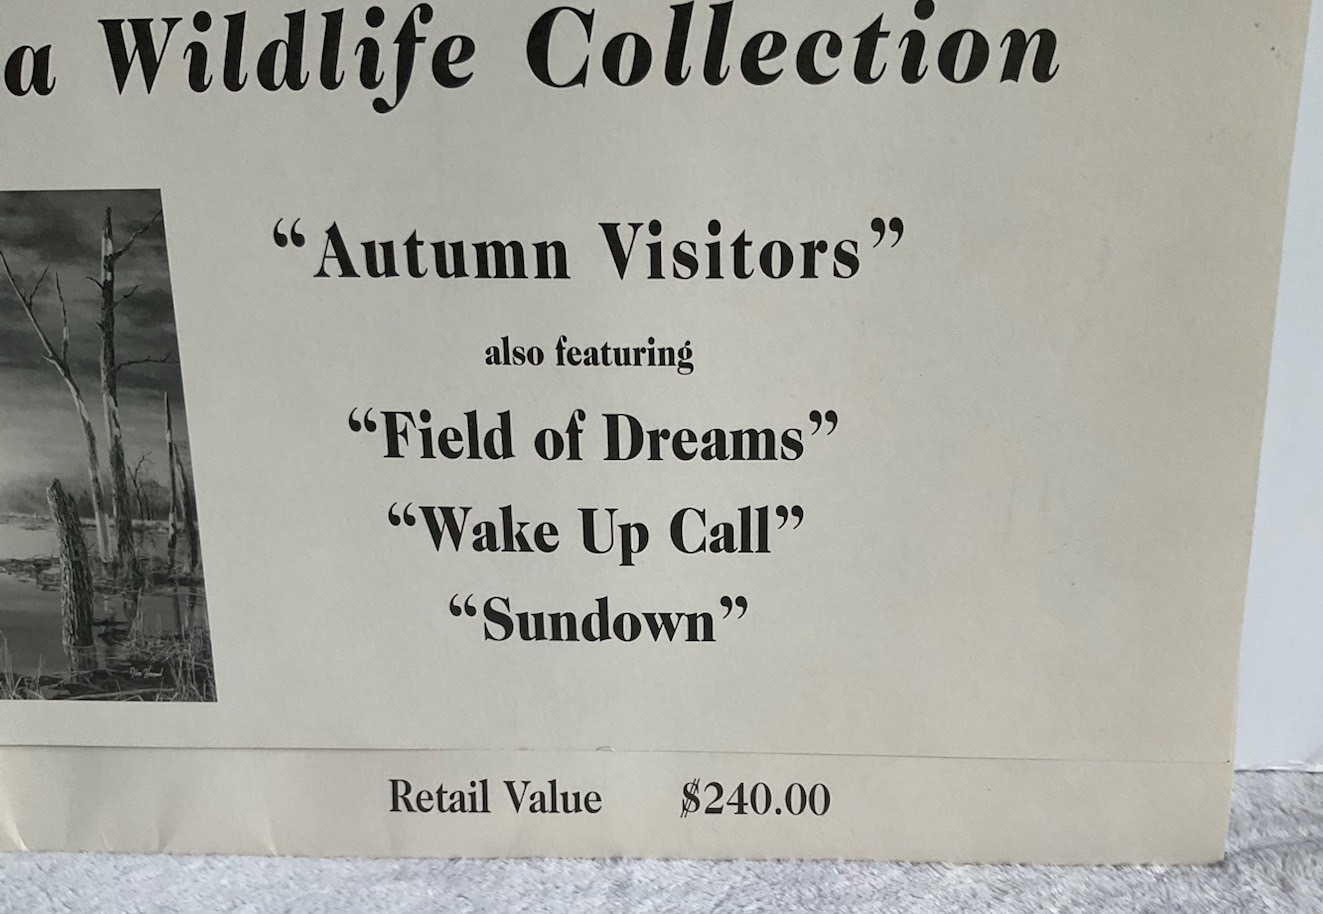 a Wildlife Collection
“Autumn Visitors”
also featuring
“Field of Dreams”
“Wake Up Call”
“Sundown”
Retail Value $240.00